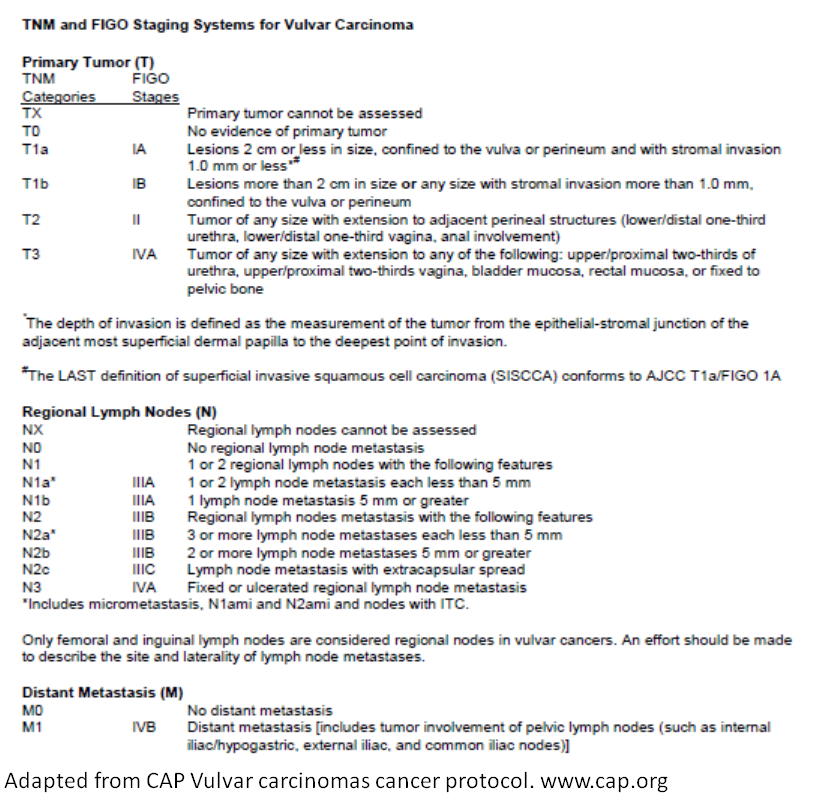 TNM and FIGO Staging Systems for Vulvar Carcinoma
Primary Tumor (T)
TNM FIGO
Categories Stages
TX Primary tumor cannot be assessed
T0 No evidence of primary tumor
T1a IA Lesions 2 cm or less in size, confined to the vulva or perineum and with stromal invasion
1.0 mm or less*#
T1b IB Lesions more than 2 cm in size or any size with stromal invasion more than 1.0 mm,
confined to the vulva or perineum
T2 II Tumor of any size with extension to adjacent perineal structures (lower/distal one-third
urethra, lower/distal one-third vagina, anal involvement)
T3 IVA Tumor of any size with extension to any of the following: upper/proximal two-thirds of
urethra, upper/proximal two-thirds vagina, bladder mucosa, rectal mucosa, or fixed to
pelvic bone
*The depth of invasion is defined as the measurement of the tumor from the epithelial-stromal junction of the
adjacent most superficial dermal papilla to the deepest point of invasion.
#The LAST definition of superficial invasive squamous cell carcinoma (SISCCA) conforms to AJCC T1a/FIGO 1A
Regional Lymph Nodes (N)
NX Regional lymph nodes cannot be assessed
N0 No regional lymph node metastasis
N1 1 or 2 regional lymph nodes with the following features
N1a* IIIA 1 or 2 lymph node metastasis each less than 5 mm
N1b IIIA 1 lymph node metastasis 5 mm or greater
N2 IIIB Regional lymph nodes metastasis with the following features
N2a* IIIB 3 or more lymph node metastases each less than 5 mm
N2b IIIB 2 or more lymph node metastases 5 mm or greater
N2c IIIC Lymph node metastasis with extracapsular spread
N3 IVA Fixed or ulcerated regional lymph node metastasis
*Includes micrometastasis, N1ami and N2ami and nodes with ITC.
Only femoral and inguinal lymph nodes are considered regional nodes in vulvar cancers. An effort should be made
to describe the site and laterality of lymph node metastases.
Distant Metastasis (M)
M0 No distant metastasis
M1 IVB Distant metastasis [includes tumor involvement of pelvic lymph nodes (such as internal
iliac/hypogastric, external iliac, and common iliac nodes)]
Adapted from CAP Vulvar carcinomas cancer protocol. www.cap.org